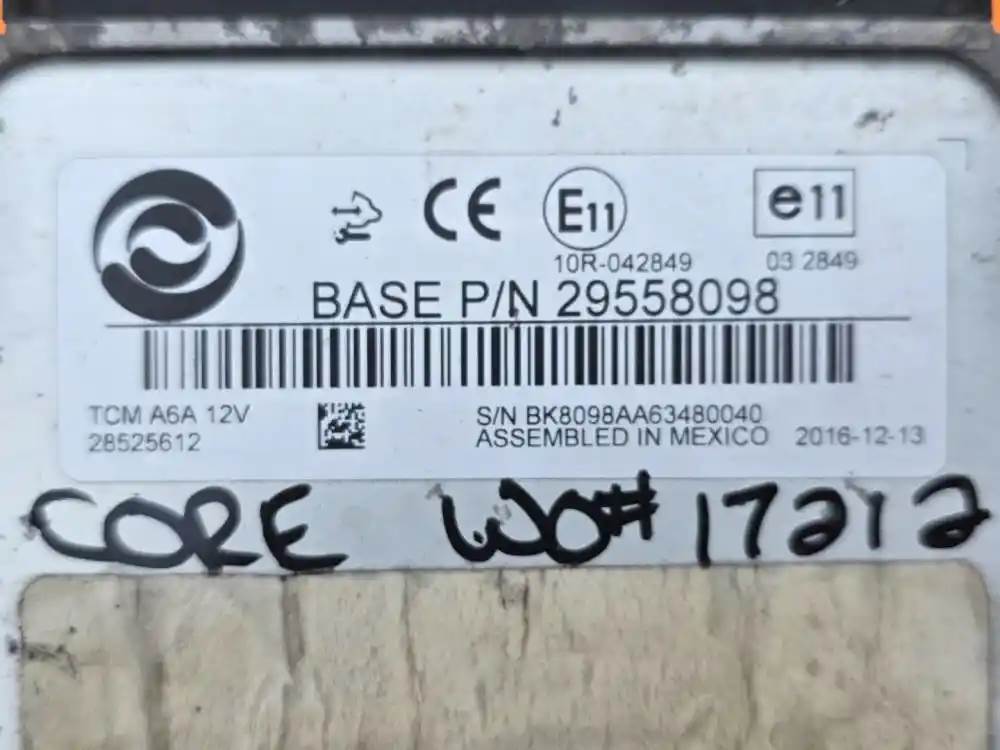 CE E11 e11
10R-042849 03 2849
BASE P/N 29558098
TCM A6A 12V
28525612
S/N BK8098AA63480040
ASSEMBLED IN MEXICO 2016-12-13
CORE WO# 17212